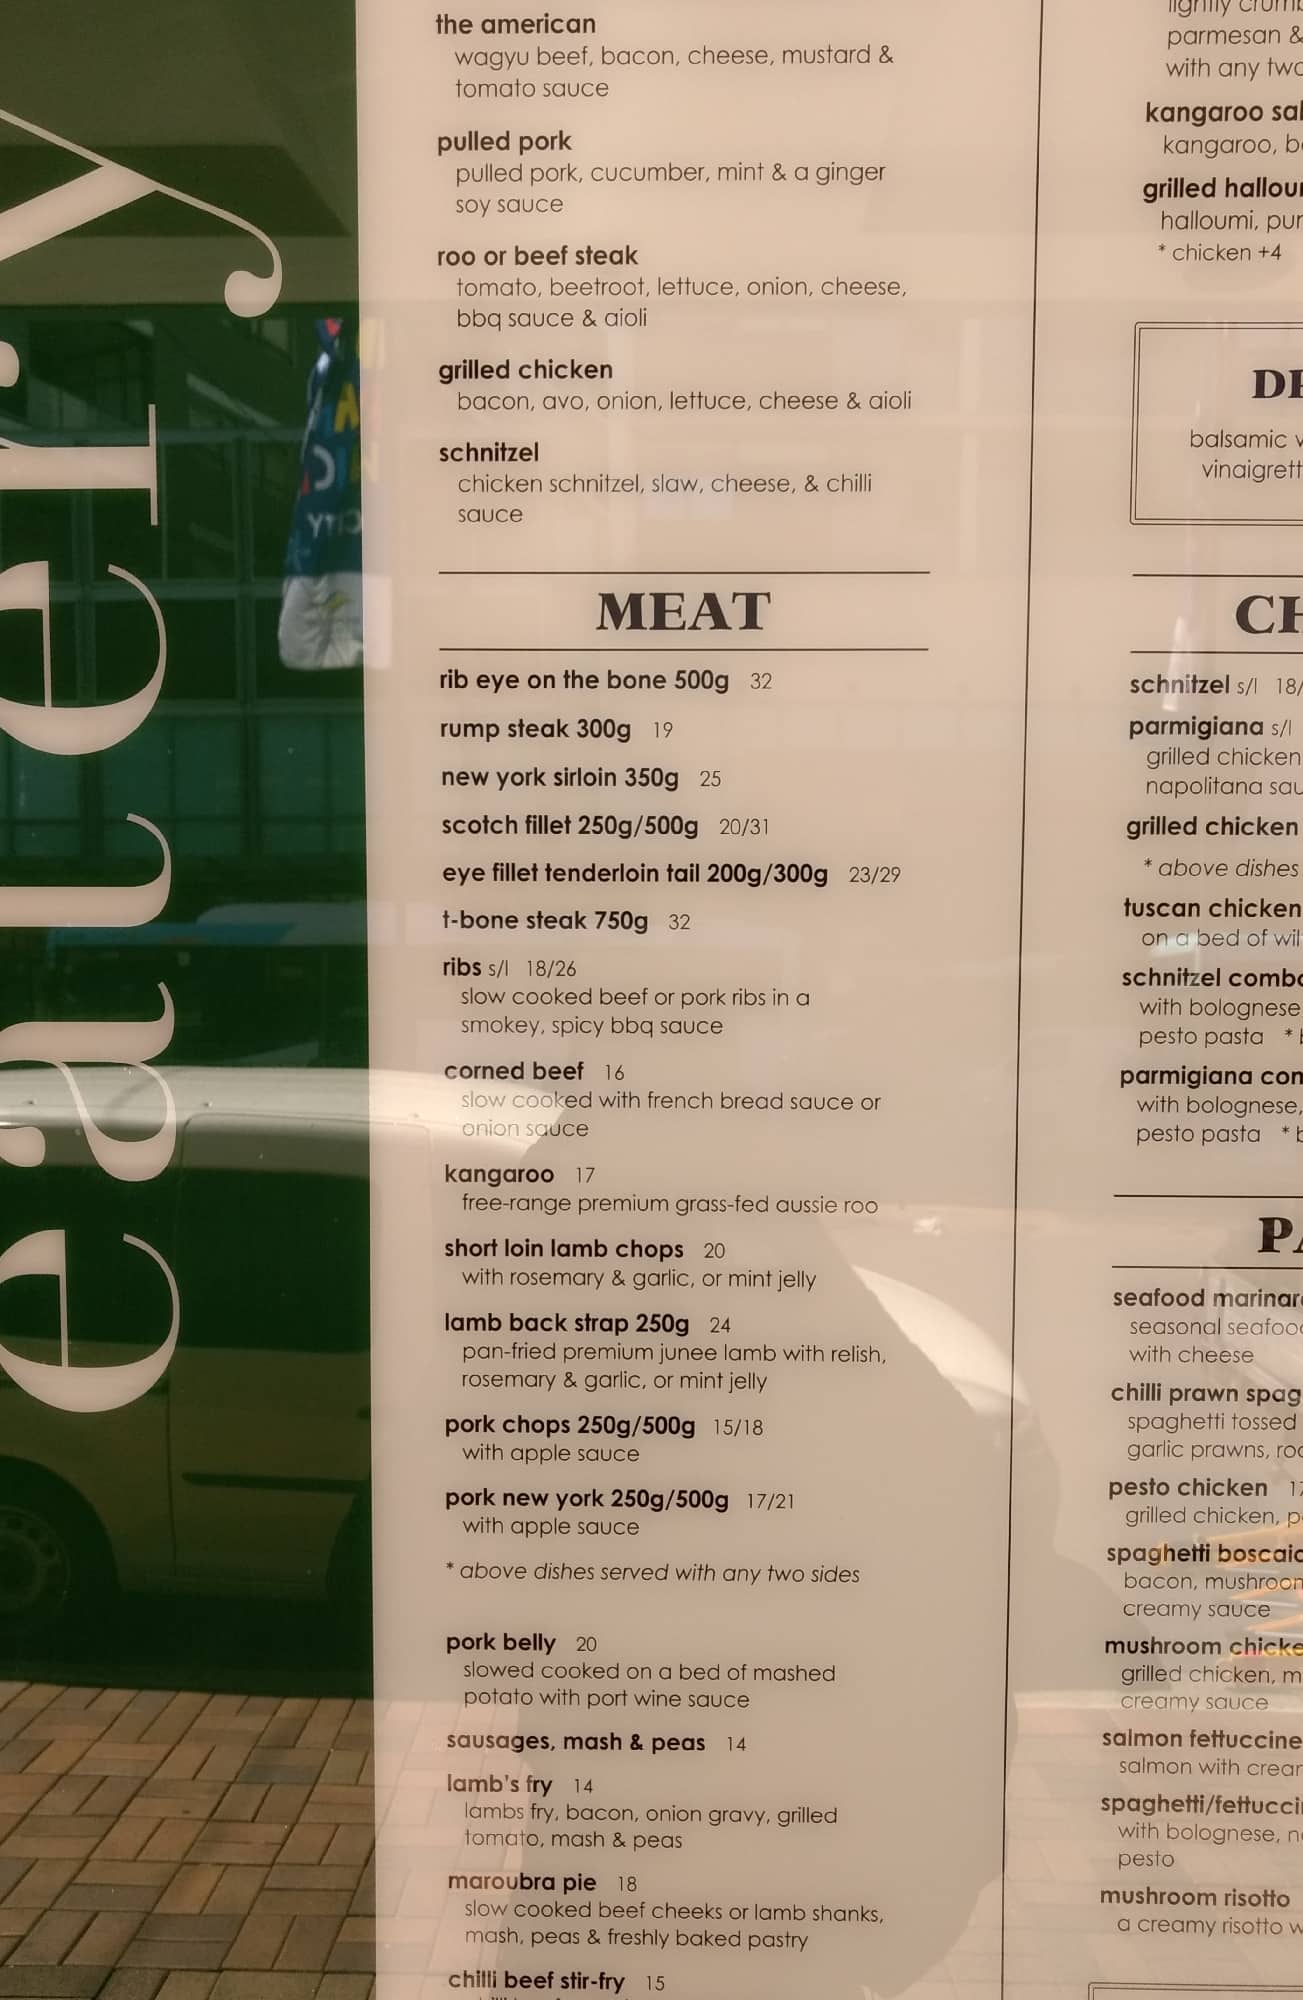 eatery
the american
wagyu beef, bacon, cheese, mustard &
tomato sauce
pulled pork
pulled pork, cucumber, mint & a ginger
soy sauce
roo or beef steak
tomato, beetroot, lettuce, onion, cheese,
bbq sauce & aioli
grilled chicken
bacon, avo, onion, lettuce, cheese & aioli
schnitzel
chicken schnitzel, slaw, cheese, & chilli
sauce
MEAT
rib eye on the bone 500g 32
rump steak 300g 19
new york sirloin 350g 25
scotch fillet 250g/500g 20/31
eye fillet tenderloin tail 200g/300g 23/29
t-bone steak 750g 32
ribs s/l 18/26
slow cooked beef or pork ribs in a
smokey, spicy bbq sauce
corned beef 16
slow cooked with french bread sauce or
onion sauce
kangaroo 17
free-range premium grass-fed aussie roo
short loin lamb chops 20
with rosemary & garlic, or mint jelly
lamb back strap 250g 24
pan-fried premium junee lamb with relish,
rosemary & garlic, or mint jelly
pork chops 250g/500g 15/18
with apple sauce
pork new york 250g/500g 17/21
with apple sauce
* above dishes served with any two sides
pork belly 20
slowed cooked on a bed of mashed
potato with port wine sauce
sausages, mash & peas 14
lamb's fry 14
lambs fry, bacon, onion gravy, grilled
tomato, mash & peas
maroubra pie 18
slow cooked beef cheeks or lamb shanks,
mash, peas & freshly baked pastry
chilli beef stir-fry 15
lightly
parmesan &
with any
kangaroo
kangaroo,
grilled
halloumi,
* chicken +4
balsamic
schnitzel s/l 18/
parmigiana s/l
grilled chicken
napolitana
grilled chicken
* above dishes
tuscan chicken
on a bed of
schnitzel
with bolognese
pesto pasta *
parmigiana
with bolognese,
pesto pasta *
seafood
seasonal
with cheese
chilli prawn
spaghetti tossed
garlic prawns,
pesto chicken
grilled chicken,
spaghetti
bacon,
creamy sauce
mushroom
grilled chicken,
creamy sauce
salmon fettuccine
salmon with
spaghetti/
with bolognese,
pesto
mushroom risotto
a creamy risotto